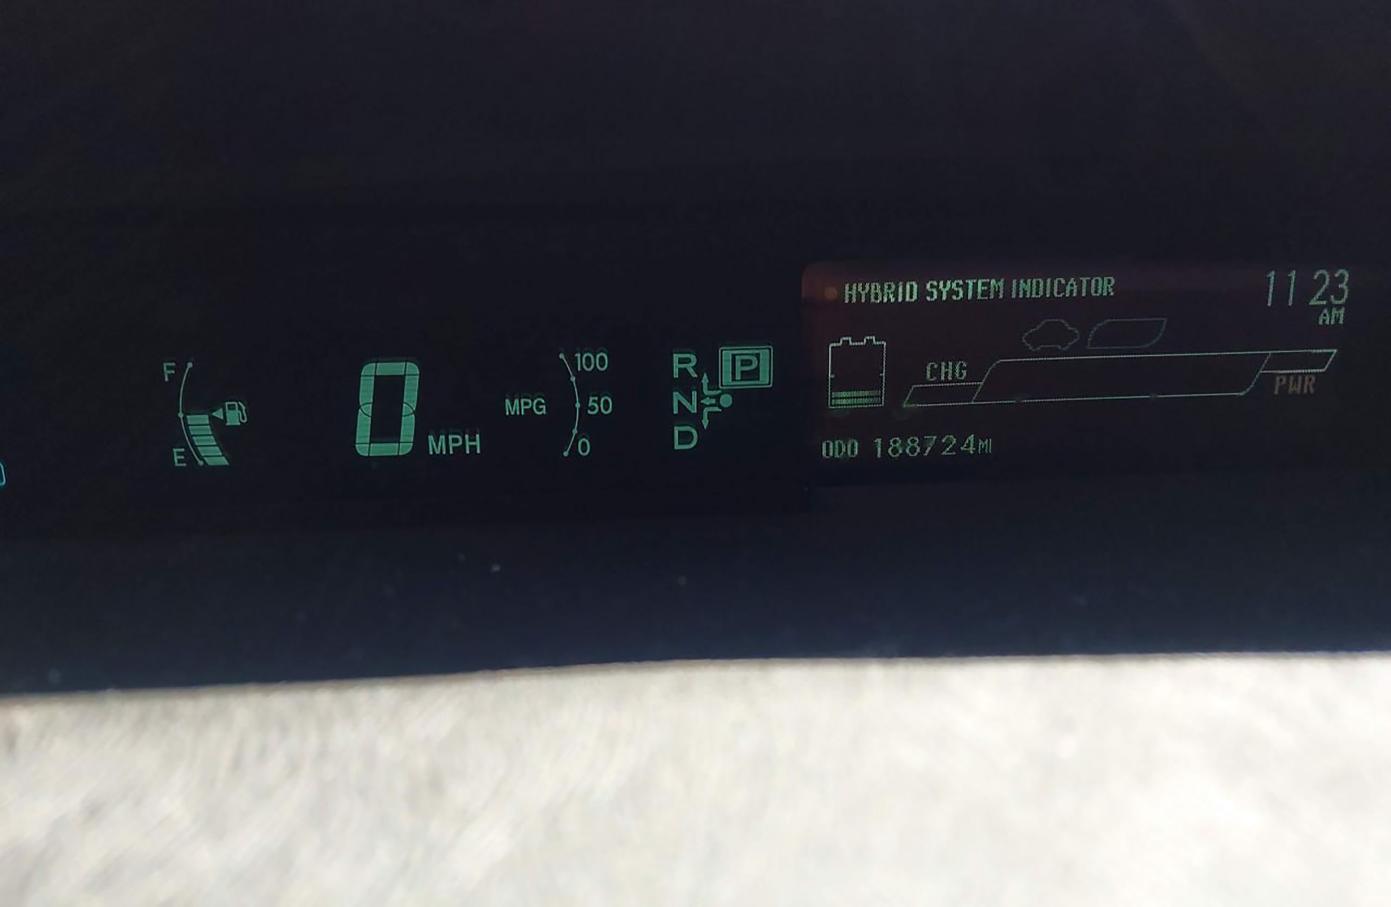 HYBRID SYSTEM INDICATOR
11 23
AM
F
E
0 MPH
MPG
100
50
0
R
N
D
P
CHG
PWR
ODO 188724MI